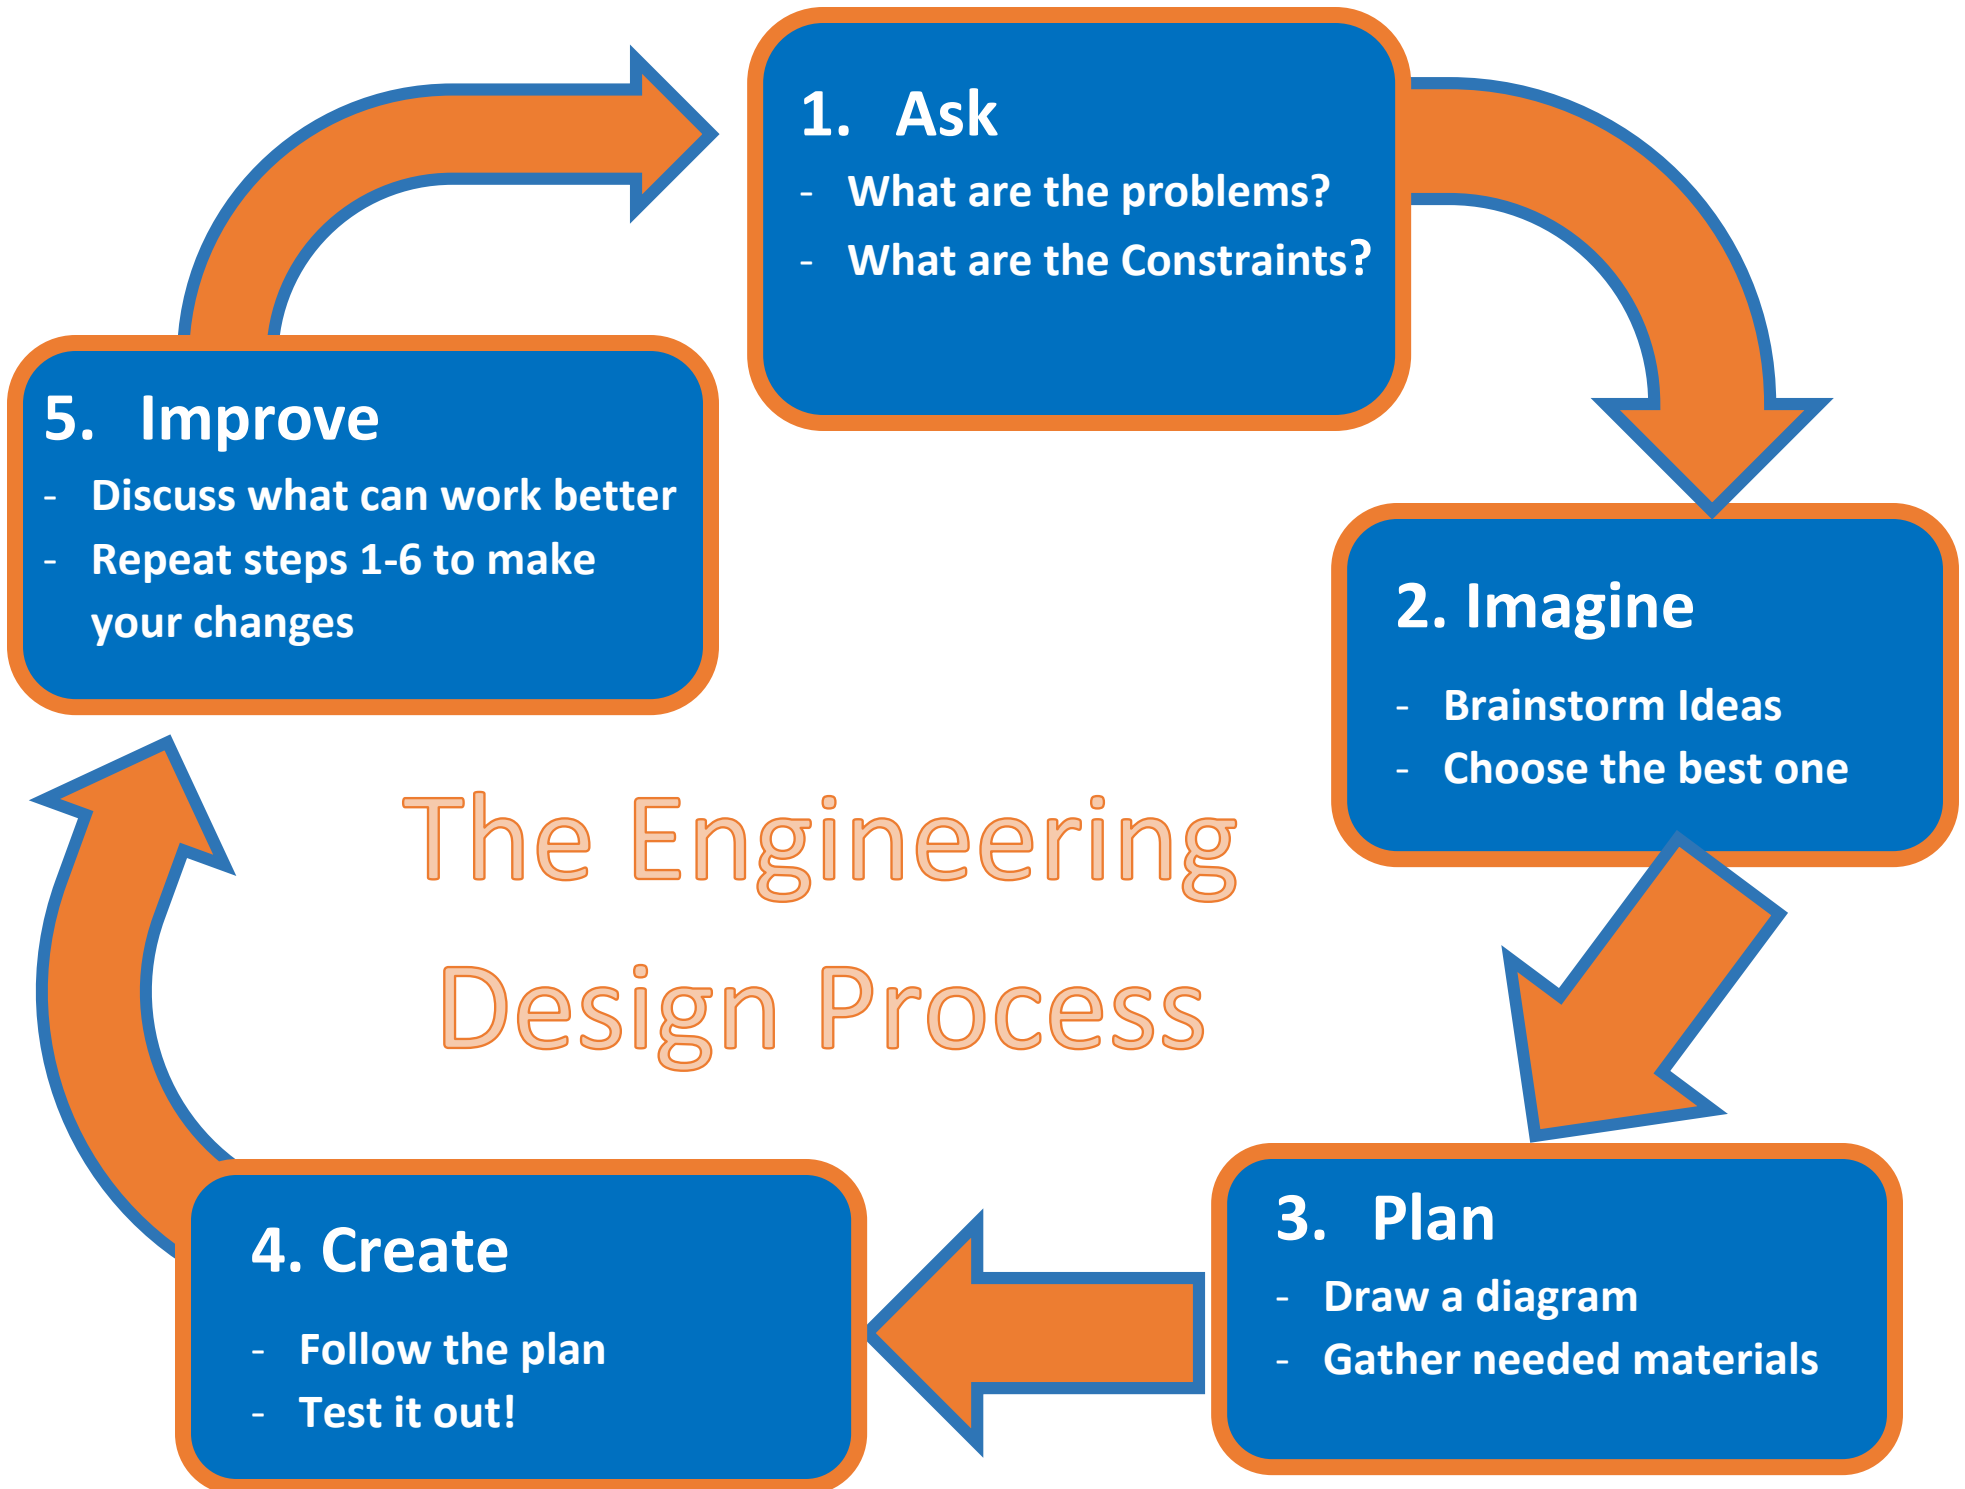 1. Ask
- What are the problems?
- What are the Constraints?
2. Imagine
- Brainstorm Ideas
- Choose the best one
3. Plan
- Draw a diagram
- Gather needed materials
4. Create
- Follow the plan
- Test it out!
5. Improve
- Discuss what can work better
- Repeat steps 1-6 to make
your changes
The Engineering
Design Process